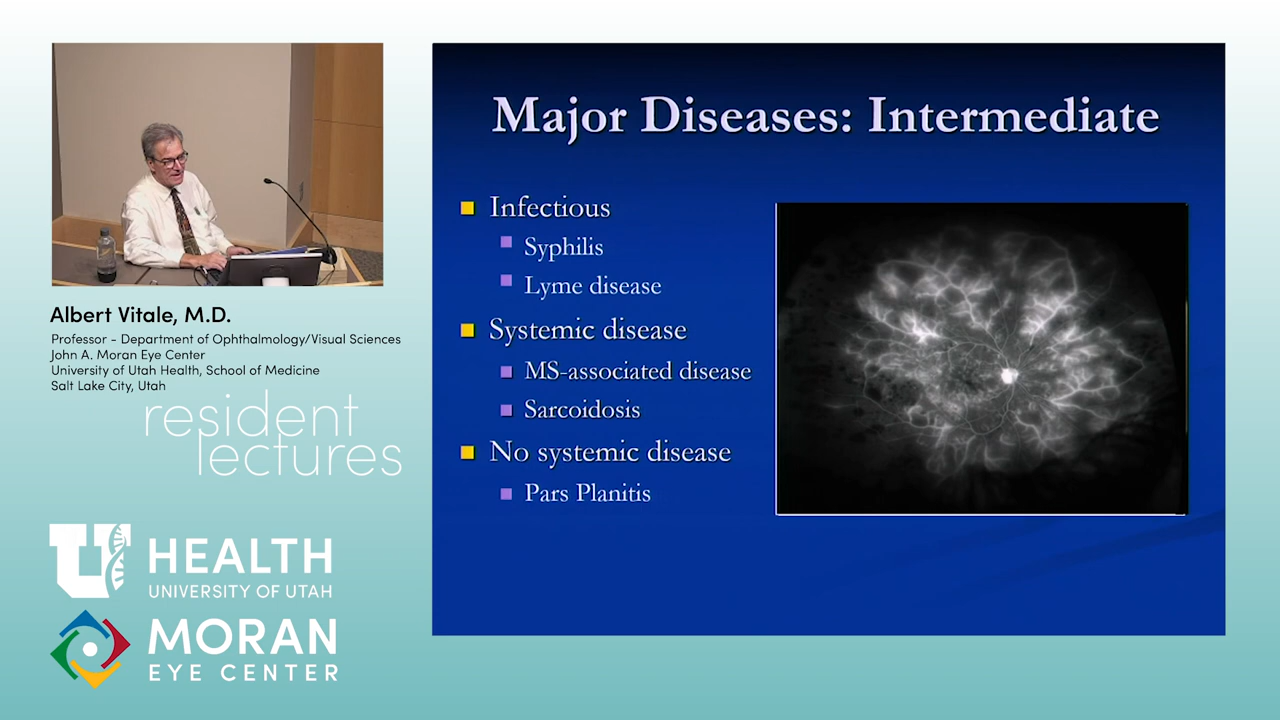 Albert Vitale, M.D.
Professor - Department of Ophthalmology/Visual Sciences
John A. Moran Eye Center
University of Utah Health, School of Medicine
Salt Lake City, Utah
resident
lectures
U HEALTH
UNIVERSITY OF UTAH
MORAN
EYE CENTER
Major Diseases: Intermediate
Infectious
Syphilis
Lyme disease
Systemic disease
MS-associated disease
Sarcoidosis
No systemic disease
Pars Planitis